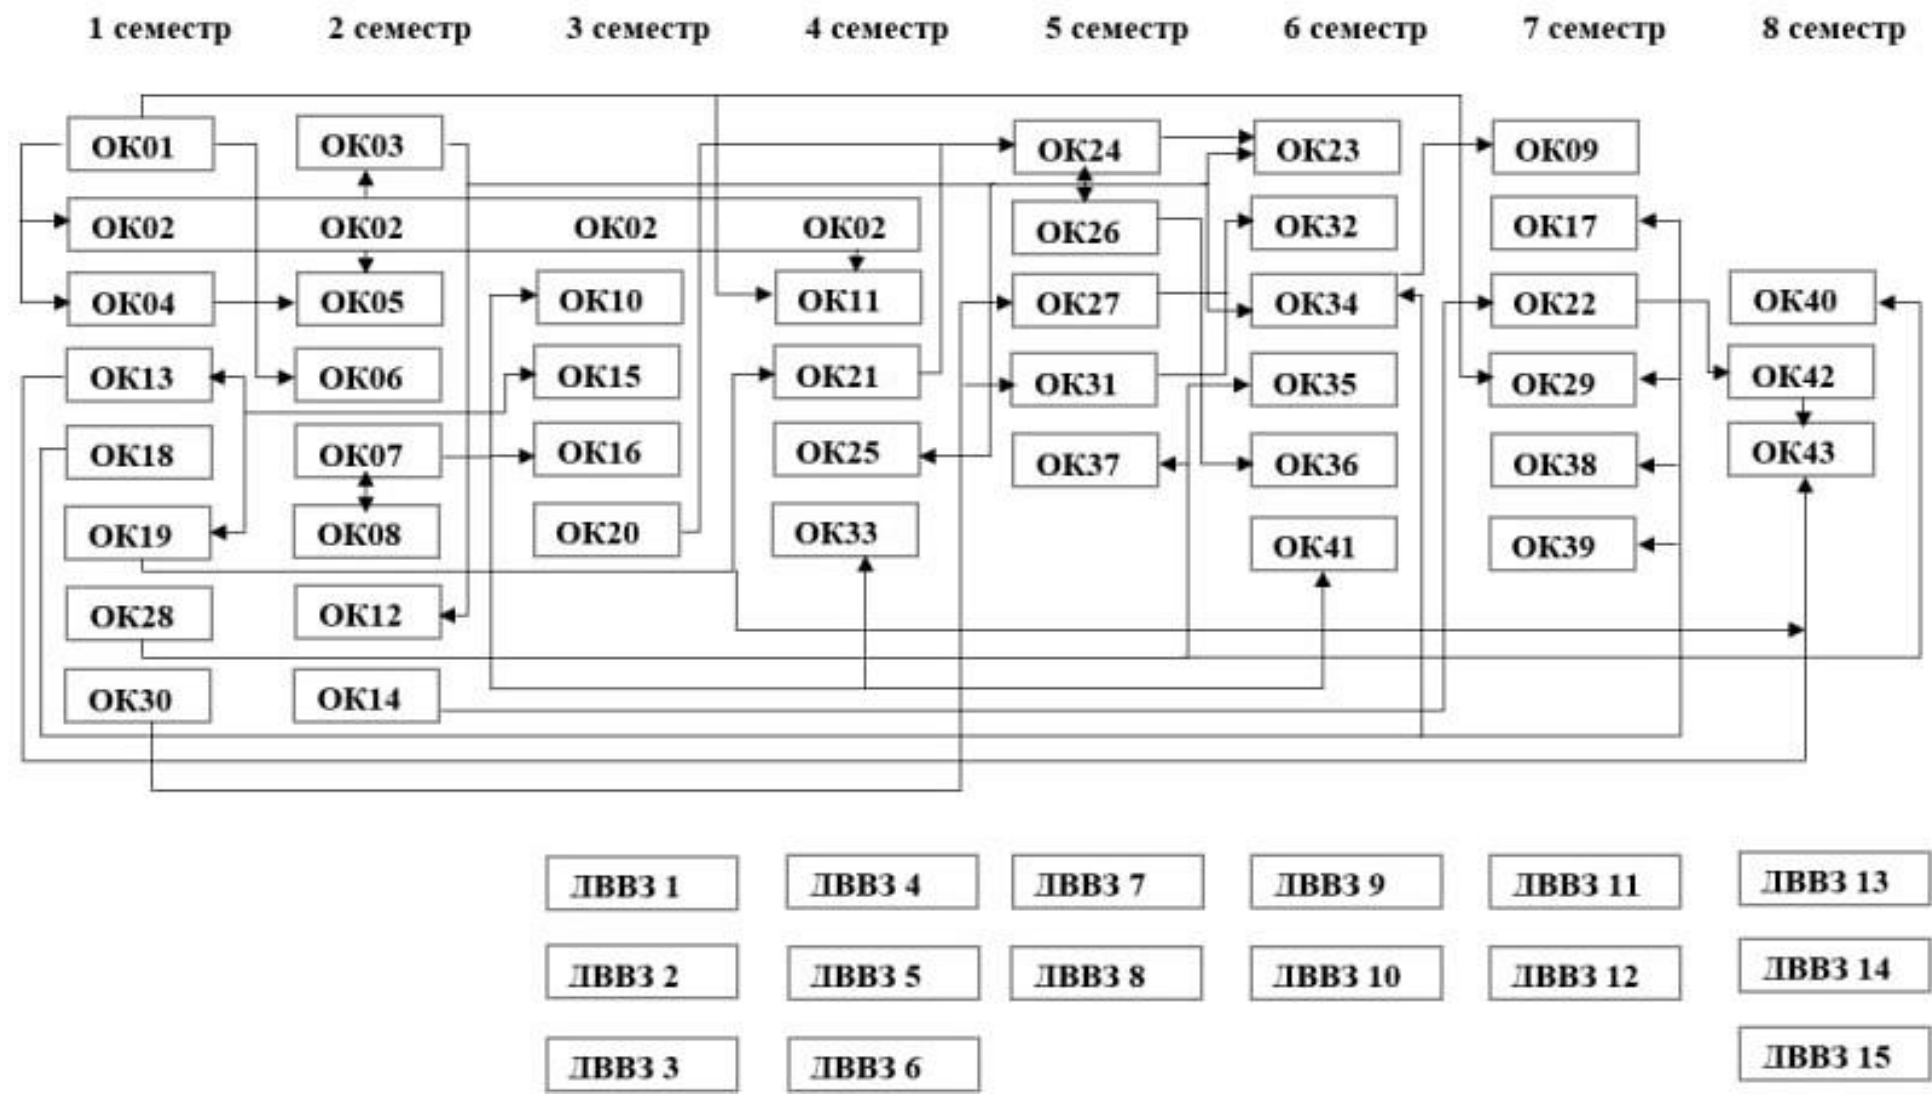 1 семестр 2 семестр 3 семестр 4 семестр 5 семестр 6 семестр 7 семестр 8 семестр
ОК01 ОК03 ОК24 ОК23 ОК09
ОК02 ОК02 ОК02 ОК02 ОК26 ОК32 ОК17
ОК04 ОК05 ОК10 ОК11 ОК27 ОК34 ОК22 ОК40
ОК13 ОК06 ОК15 ОК21 ОК31 ОК35 ОК29 ОК42
ОК18 ОК07 ОК16 ОК25 ОК37 ОК36 ОК38 ОК43
ОК19 ОК08 ОК20 ОК33 ОК41 ОК39
ОК28 ОК12
ОК30 ОК14
ДВВЗ 1 ДВВЗ 4 ДВВЗ 7 ДВВЗ 9 ДВВЗ 11 ДВВЗ 13
ДВВЗ 2 ДВВЗ 5 ДВВЗ 8 ДВВЗ 10 ДВВЗ 12 ДВВЗ 14
ДВВЗ 3 ДВВЗ 6 ДВВЗ 15